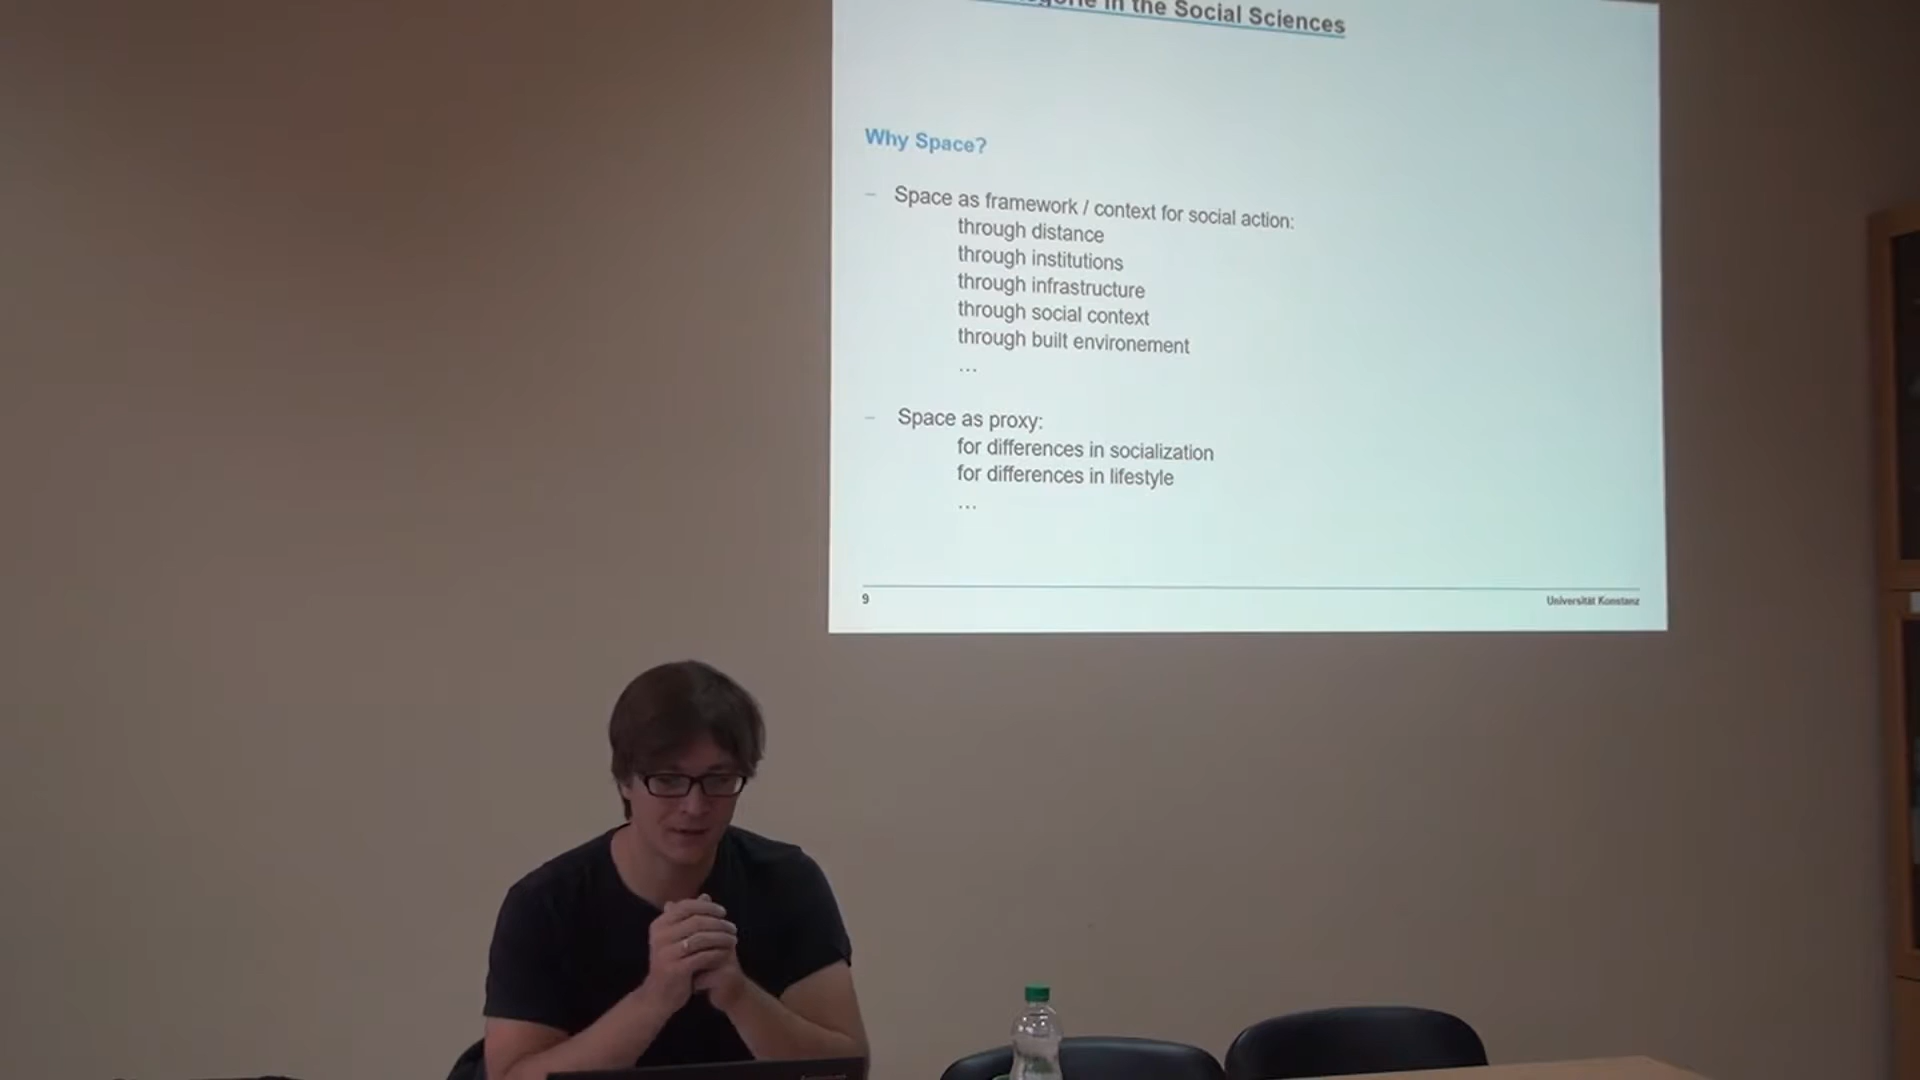 in the Social Sciences
Why Space?
– Space as framework / context for social action:
through distance
through institutions
through infrastructure
through social context
through built environement
...
– Space as proxy:
for differences in socialization
for differences in lifestyle
...
9
Universität Konstanz